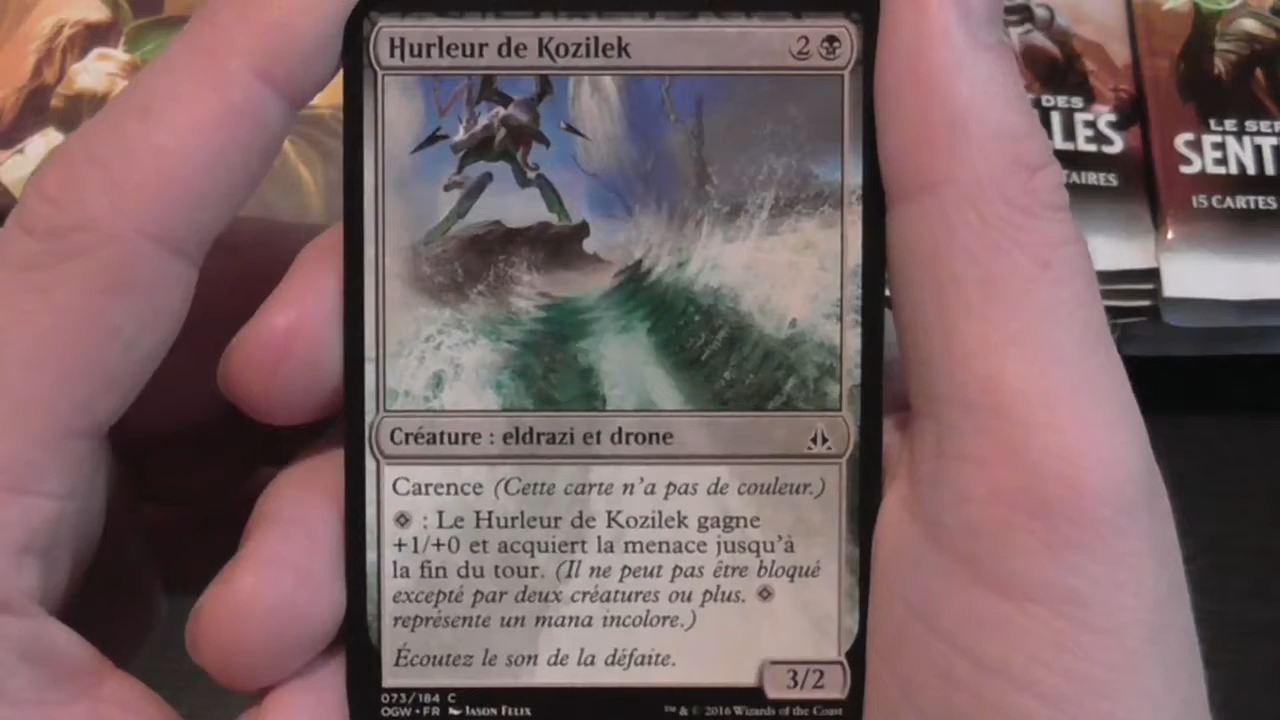 Hurleur de Kozilek 2
Créature : eldrazi et drone
Carence (Cette carte n'a pas de couleur.)
: Le Hurleur de Kozilek gagne
+1/+0 et acquiert la menace jusqu'à
la fin du tour. (Il ne peut pas être bloqué
excepté par deux créatures ou plus.
représente un mana incolore.)
Écoutez le son de la défaite.
3/2
073/184 C
OGW • FR Jason Felix
™ & © 2016 Wizards of the Coast
DES
LLES
TAIRES
LE SE
SENT
15 CARTES